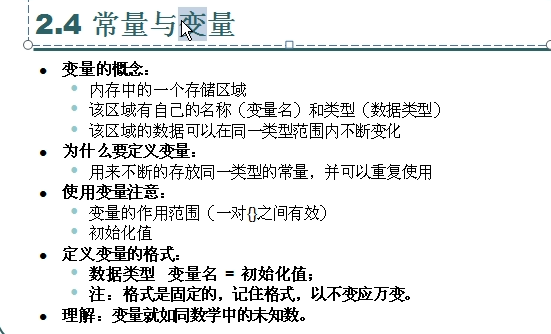 2.4 常量与变量
变量的概念：
内存中的一个存储区域
该区域有自己的名称（变量名）和类型（数据类型）
该区域的数据可以在同一类型范围内不断变化
为什么要定义变量：
用来不断的存放同一类型的常量，并可以重复使用
使用变量注意：
变量的作用范围（一对{}之间有效）
初始化值
定义变量的格式：
数据类型 变量名 = 初始化值；
注：格式是固定的，记住格式，以不变应万变。
理解：变量就如同数学中的未知数。